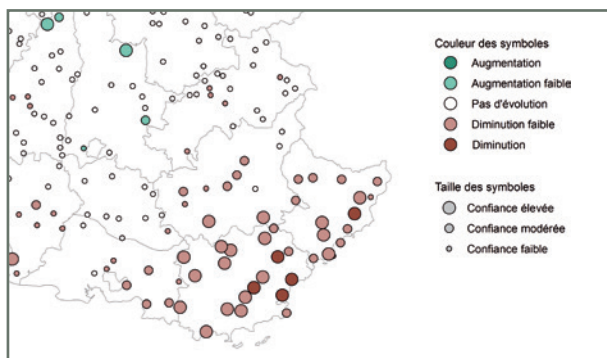 Couleur des symboles
Augmentation
Augmentation faible
Pas d'évolution
Diminution faible
Diminution
Taille des symboles
Confiance élevée
Confiance modérée
Confiance faible